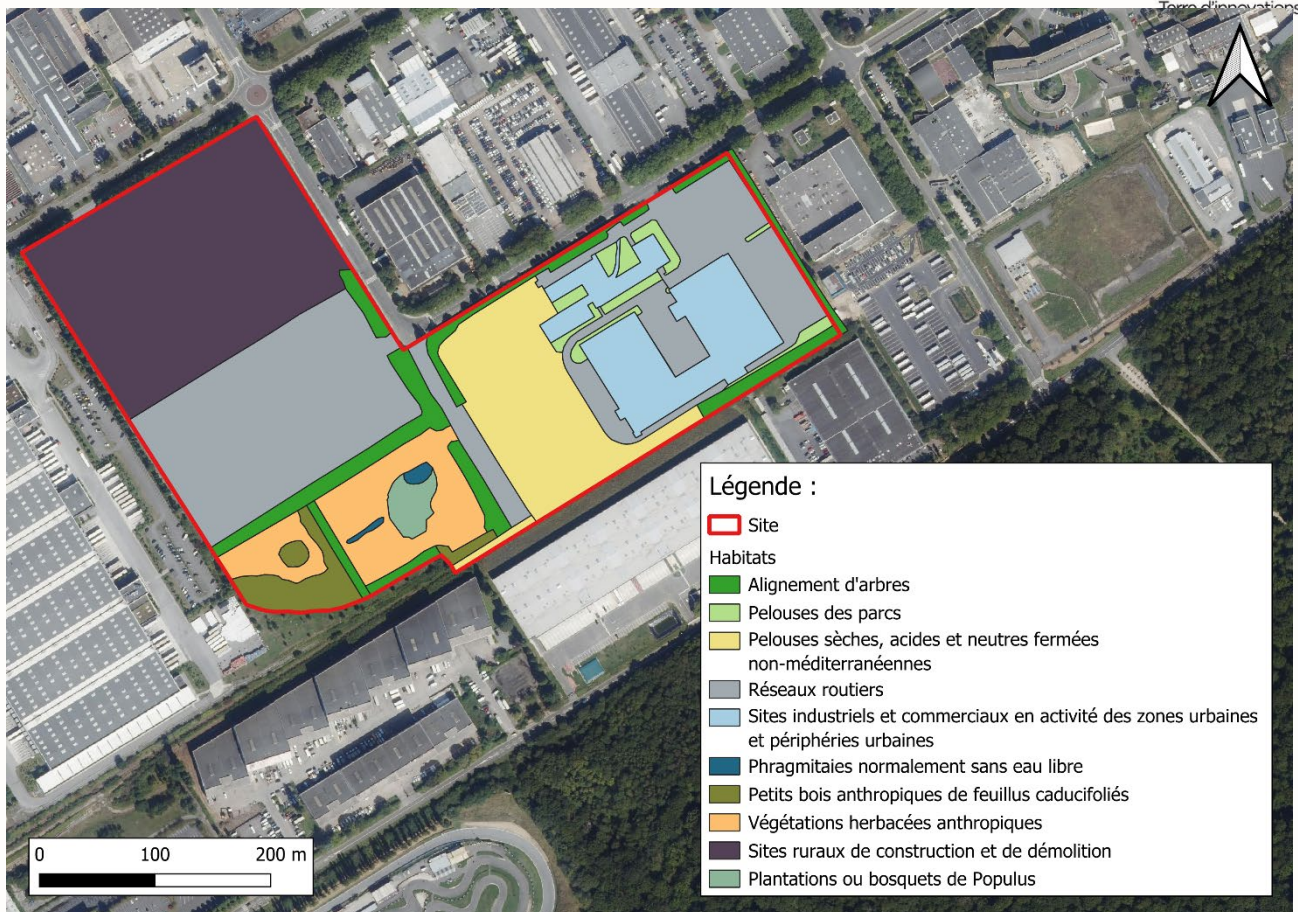 Terre d'innovations
Légende :
Site
Habitats
Alignement d'arbres
Pelouses des parcs
Pelouses sèches, acides et neutres fermées
non-méditerranéennes
Réseaux routiers
Sites industriels et commerciaux en activité des zones urbaines
et périphéries urbaines
Phragmitaies normalement sans eau libre
Petits bois anthropiques de feuillus caducifoliés
Végétations herbacées anthropiques
Sites ruraux de construction et de démolition
Plantations ou bosquets de Populus
0 100 200 m